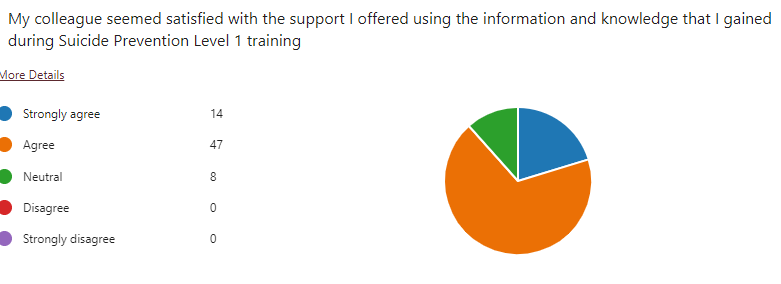 My colleague seemed satisfied with the support I offered using the information and knowledge that I gained
during Suicide Prevention Level 1 training
More Details
Strongly agree 14
Agree 47
Neutral 8
Disagree 0
Strongly disagree 0